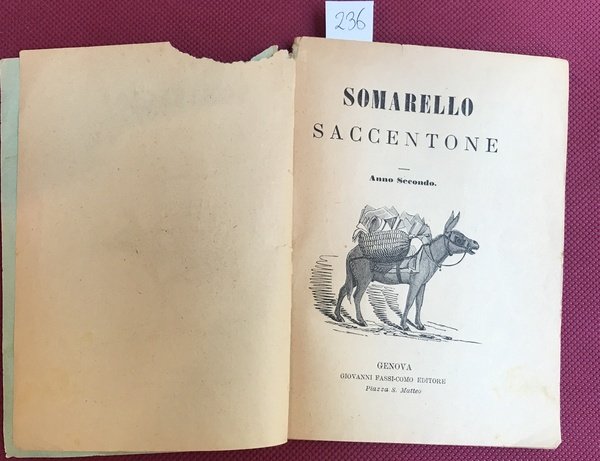 236
SOMARELLO
SACCENTONE
Anno Secondo.
GENOVA
GIOVANNI FASSI-COMO EDITORE
Piazza S. Matteo